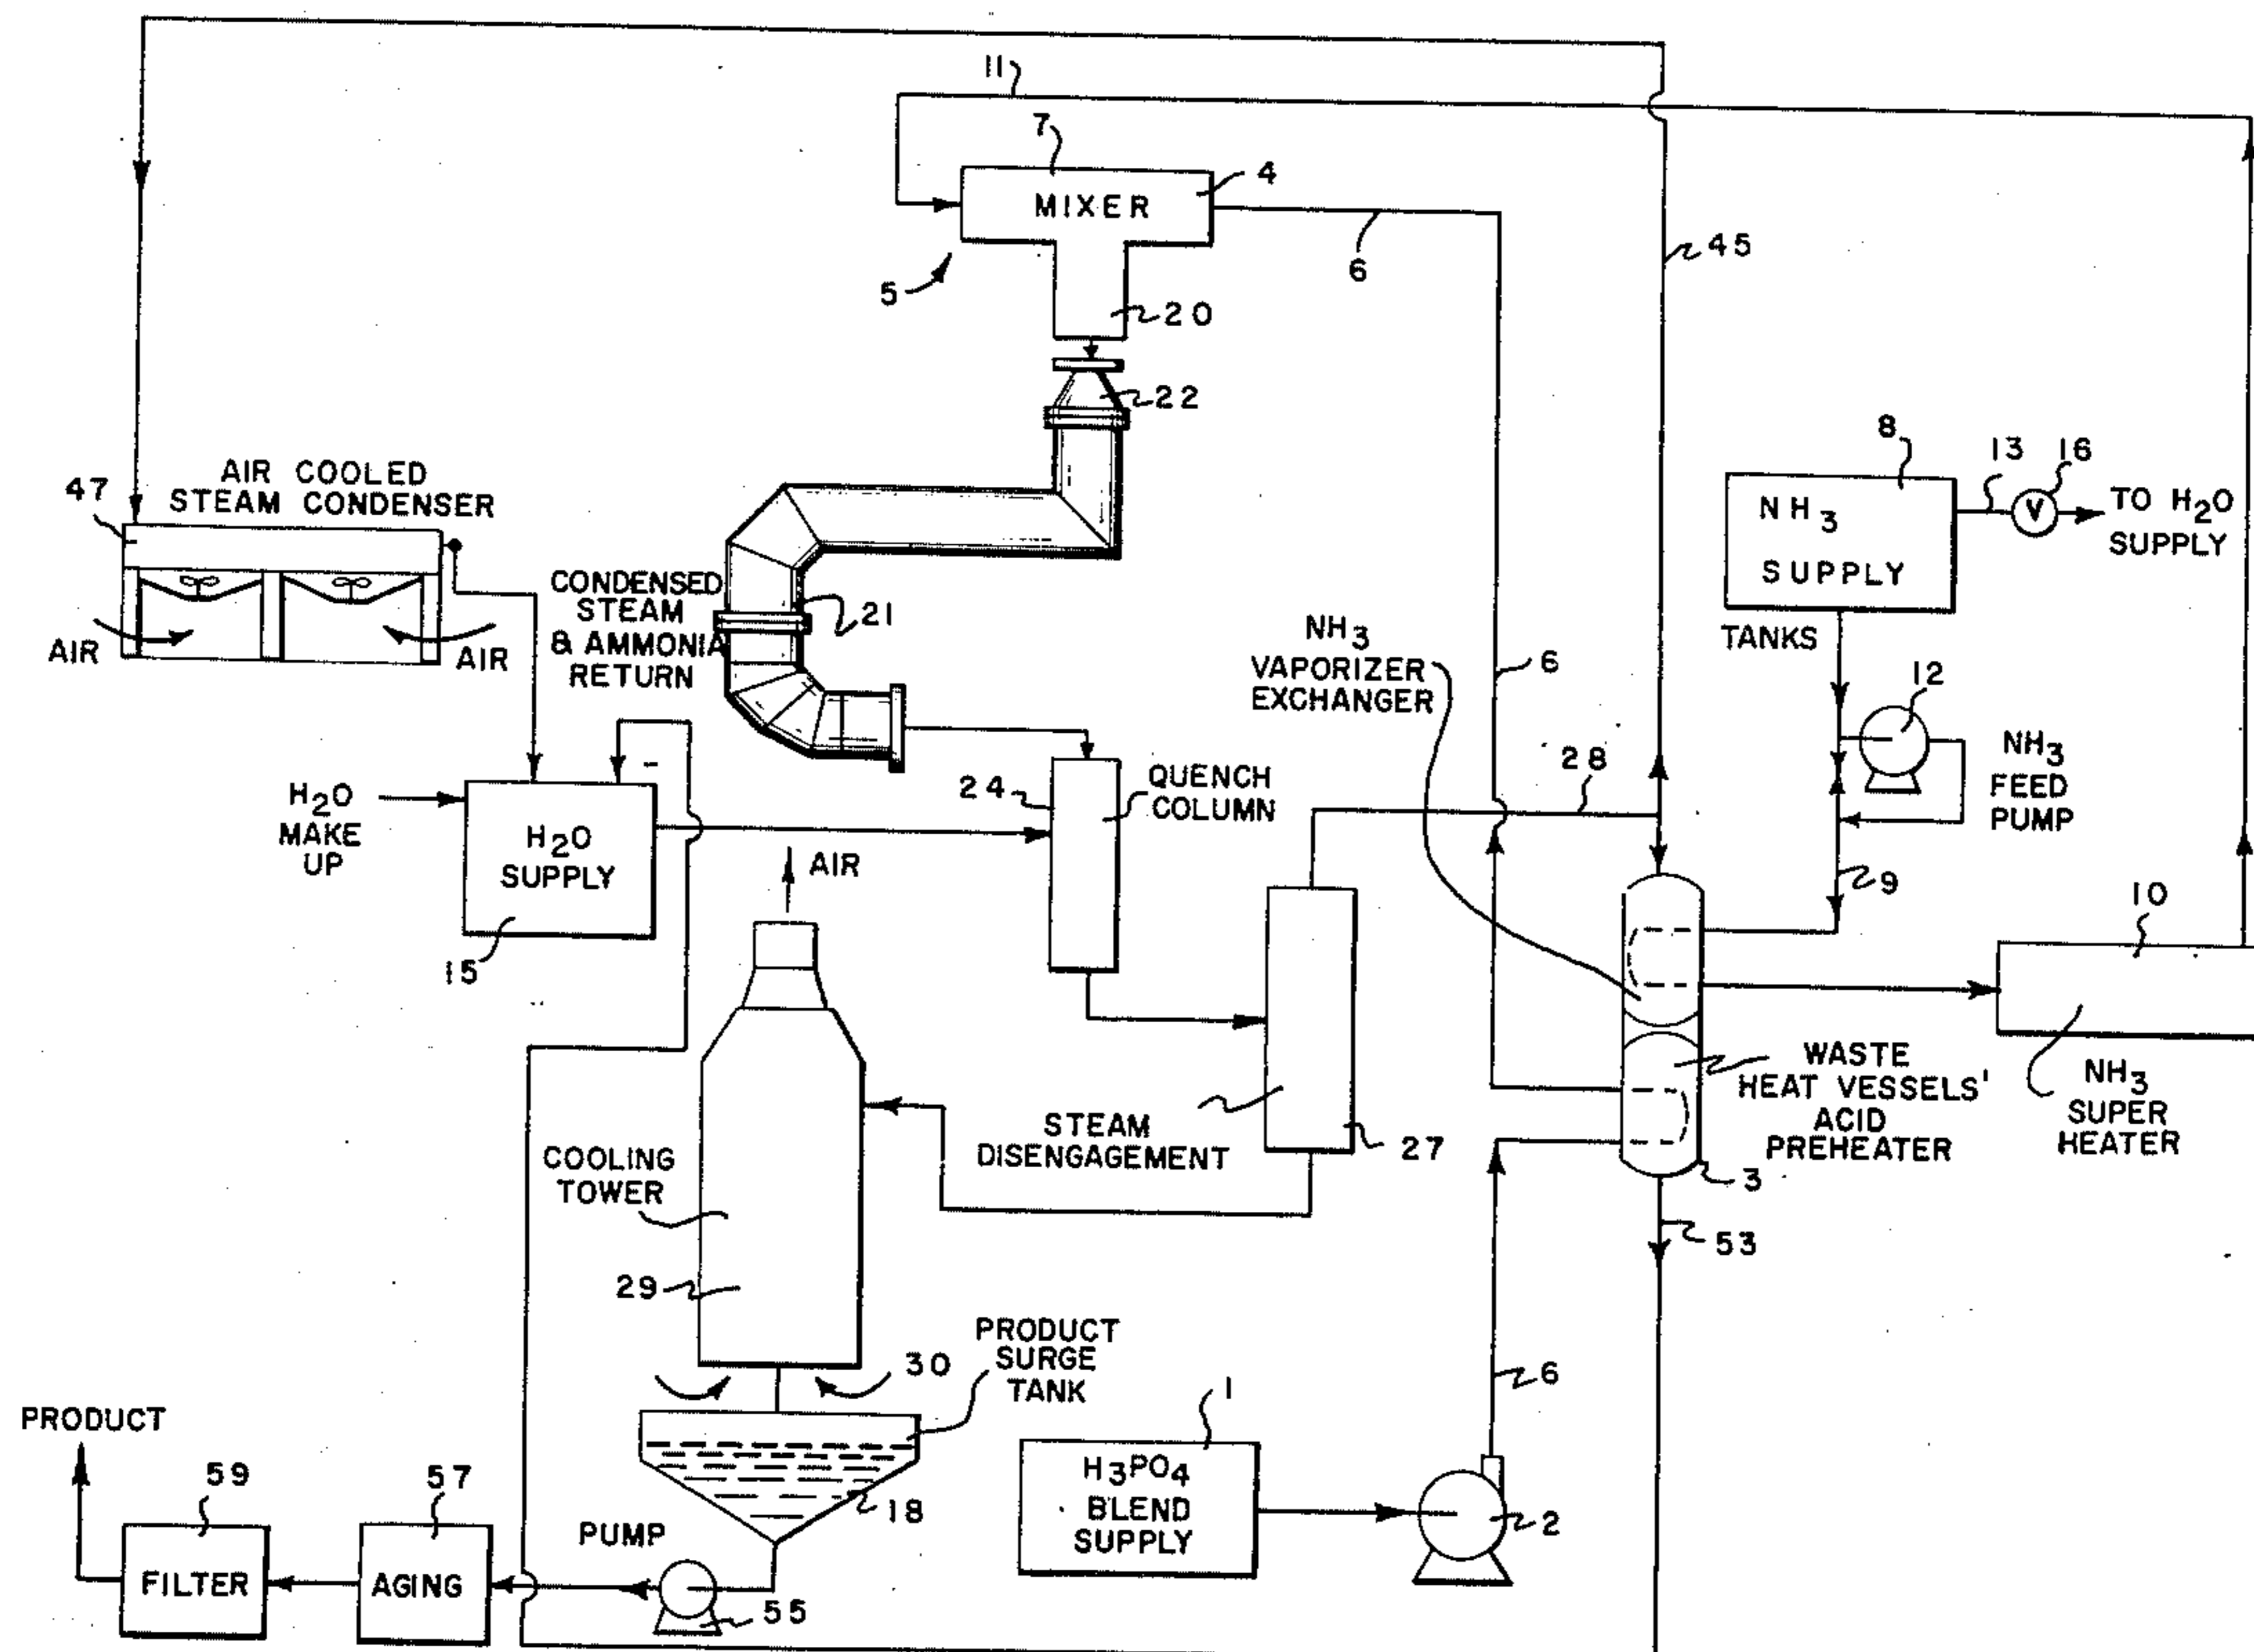 11
7
4
MIXER
6
45
5
20
22
8
13
16
NH3
SUPPLY
V
TO H2O
SUPPLY
TANKS
47
AIR COOLED
STEAM CONDENSER
AIR
AIR
CONDENSED
STEAM
& AMMONIA
RETURN
21
NH3
VAPORIZER
EXCHANGER
6
12
NH3
FEED
PUMP
28
24
QUENCH
COLUMN
H2O
MAKE
UP
H2O
SUPPLY
15
AIR
9
10
WASTE
HEAT VESSELS'
ACID
PREHEATER
NH3
SUPER
HEATER
STEAM
DISENGAGEMENT
27
3
53
COOLING
TOWER
29
30
PRODUCT
SURGE
TANK
18
6
1
H3PO4
BLEND
SUPPLY
2
PRODUCT
59
57
PUMP
FILTER
AGING
55